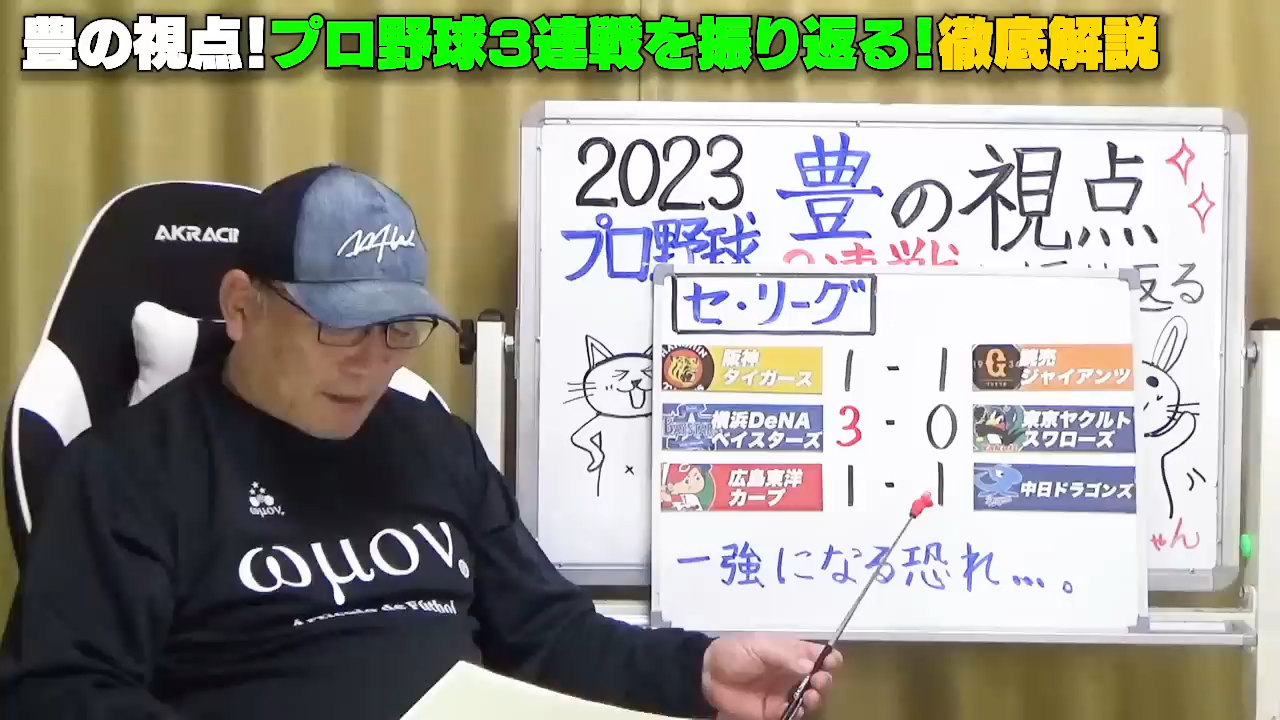 豊の視点!プロ野球3連戦を振り返る!徹底解説
2023 豊の視点
プロ野球
返る
セ・リーグ
阪神タイガース 1 - 1 読売ジャイアンツ
横浜DeNAベイスターズ 3 - 0 東京ヤクルトスワローズ
広島東洋カープ 1 - 1 中日ドラゴンズ
一強になる恐れ...。
ゃん
AKRACI
ωμον.
ωμον.